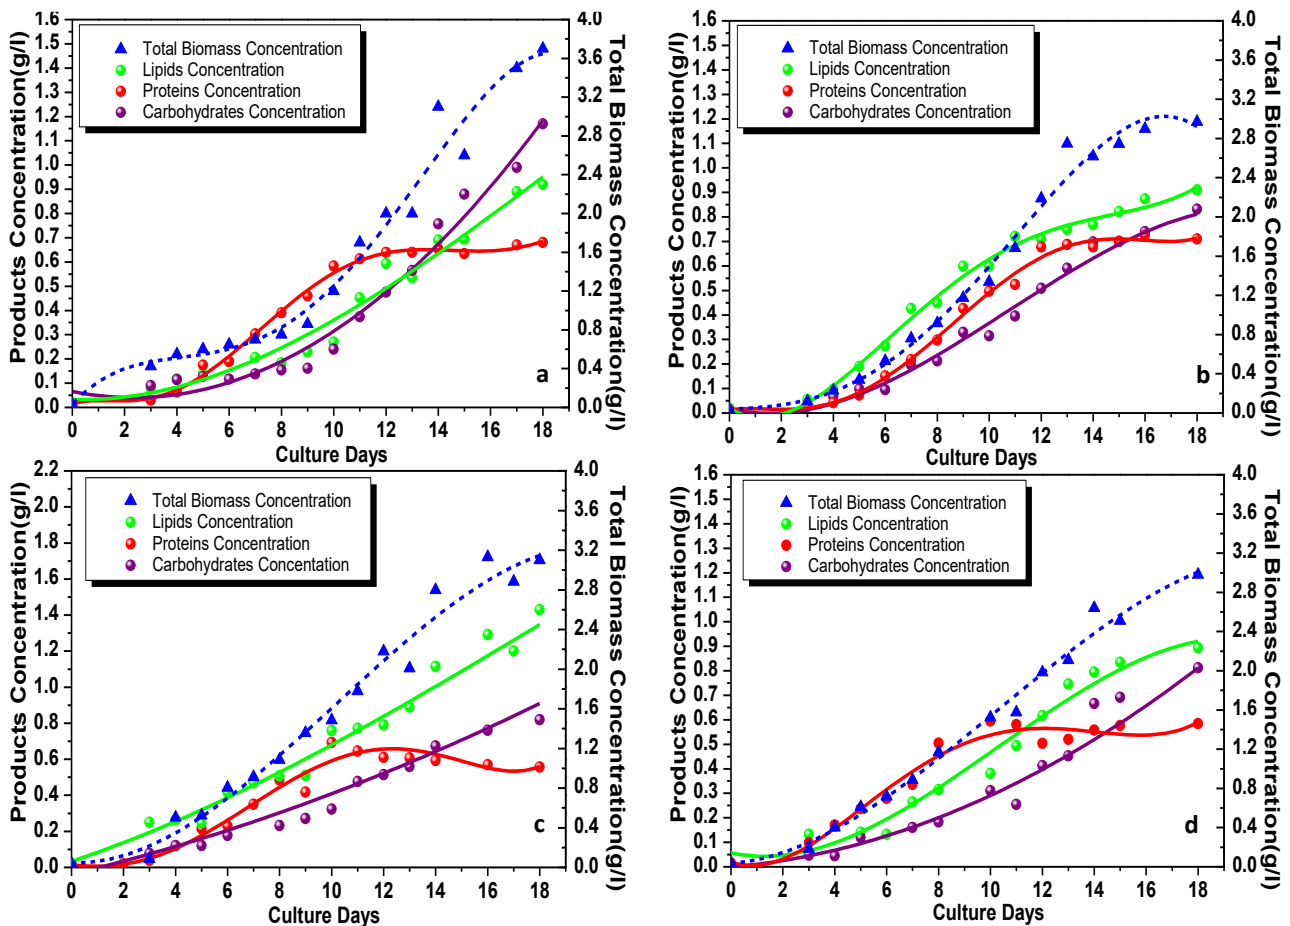 Products Concentration(g/l)
1.6
1.5
1.4
1.3
1.2
1.1
1.0
0.9
0.8
0.7
0.6
0.5
0.4
0.3
0.2
0.1
0.0
Total Biomass Concentration
Lipids Concentration
Proteins Concentration
Carbohydrates Concentration
a
4.0
3.6
3.2
2.8
2.4
2.0
1.6
1.2
0.8
0.4
0.0
Total Biomass Concentration(g/l)
0 2 4 6 8 10 12 14 16 18
Culture Days
Products Concentration(g/l)
1.6
1.5
1.4
1.3
1.2
1.1
1.0
0.9
0.8
0.7
0.6
0.5
0.4
0.3
0.2
0.1
0.0
Total Biomass Concentration
Lipids Concentration
Proteins Concentration
Carbohydrates Concentration
b
4.0
3.6
3.2
2.8
2.4
2.0
1.6
1.2
0.8
0.4
0.0
Total Biomass Concentration(g/l)
0 2 4 6 8 10 12 14 16 18
Culture Days
Products Concentration(g/l)
2.2
2.0
1.8
1.6
1.4
1.2
1.0
0.8
0.6
0.4
0.2
0.0
Total Biomass Concentration
Lipids Concentration
Proteins Concentration
Carbohydrates Concentation
c
4.0
3.6
3.2
2.8
2.4
2.0
1.6
1.2
0.8
0.4
0.0
Total Biomass Concentration(g/l)
0 2 4 6 8 10 12 14 16 18
Culture Days
Products Concentration(g/l)
1.6
1.5
1.4
1.3
1.2
1.1
1.0
0.9
0.8
0.7
0.6
0.5
0.4
0.3
0.2
0.1
0.0
Total Biomass Concentration
Lipids Concentration
Proteins Concentration
Carbohydrates Concentration
d
4.0
3.6
3.2
2.8
2.4
2.0
1.6
1.2
0.8
0.4
0.0
Total Biomass Concentration(g/l)
0 2 4 6 8 10 12 14 16 18
Culture Days